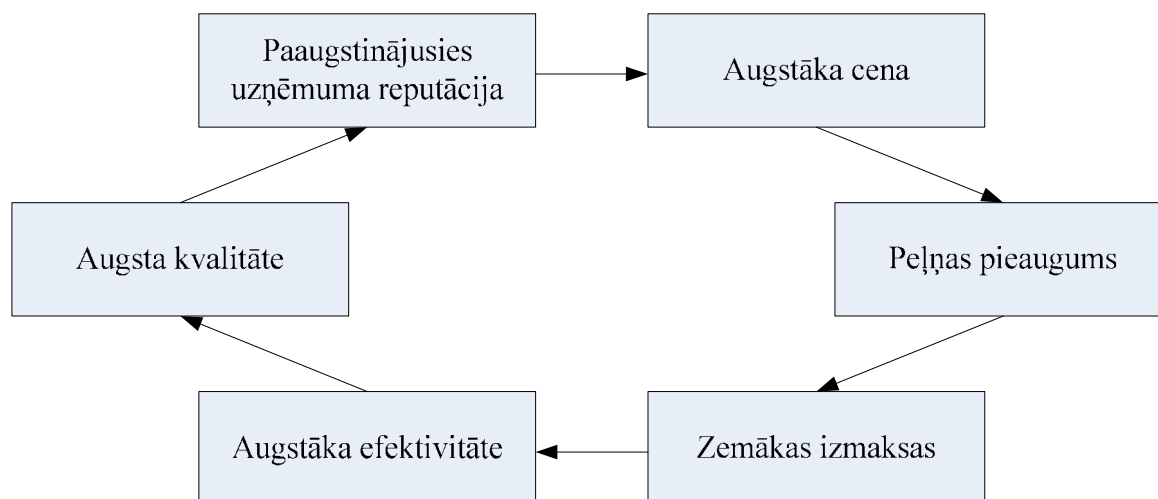 Paaugstinājusies
uzņēmuma reputācija
Augstāka cena
Augsta kvalitāte
Peļņas pieaugums
Augstāka efektivitāte
Zemākas izmaksas